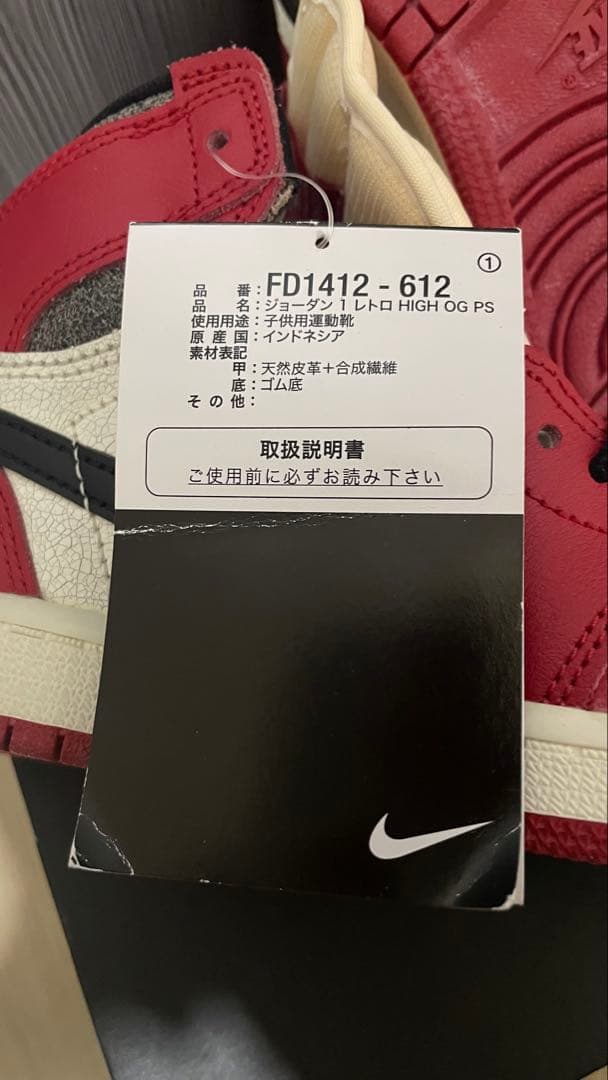 ①
品 番：FD1412 - 612
品 名：ジョーダン 1 レトロ HIGH OG PS
使用用途：子供用運動靴
原 産 国：インドネシア
素材表記
甲：天然皮革＋合成繊維
底：ゴム底
そ の 他：
取扱説明書
ご使用前に必ずお読み下さい
®